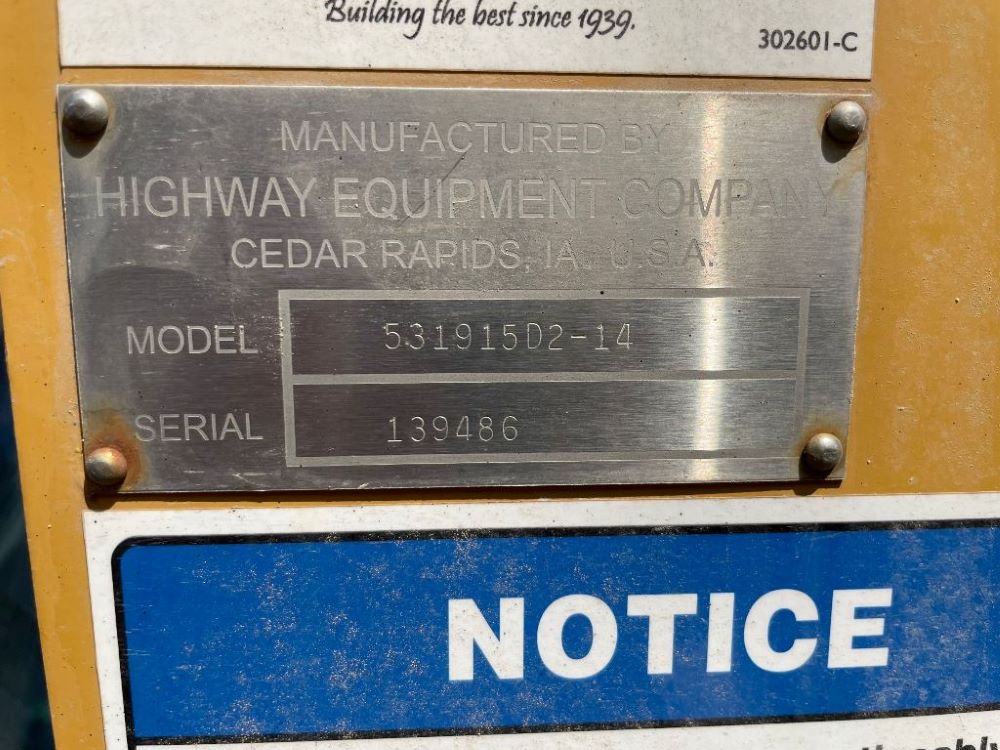 Building the best since 1939.
302601-C
MANUFACTURED BY
HIGHWAY EQUIPMENT COMPANY
CEDAR RAPIDS, IA. U.S.A.
MODEL 531915D2-14
SERIAL 139486
NOTICE